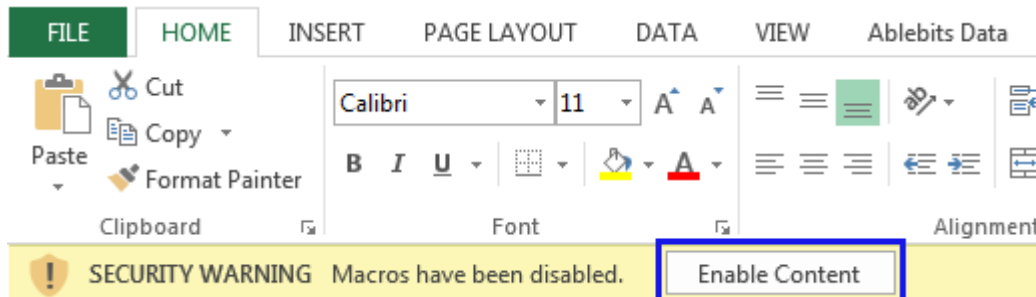 FILE HOME INSERT PAGE LAYOUT DATA VIEW Ablebits Data
Cut
Calibri 11 A A ab
Copy
Paste
B I U A
Format Painter
Clipboard Font Alignment
SECURITY WARNING Macros have been disabled. Enable Content